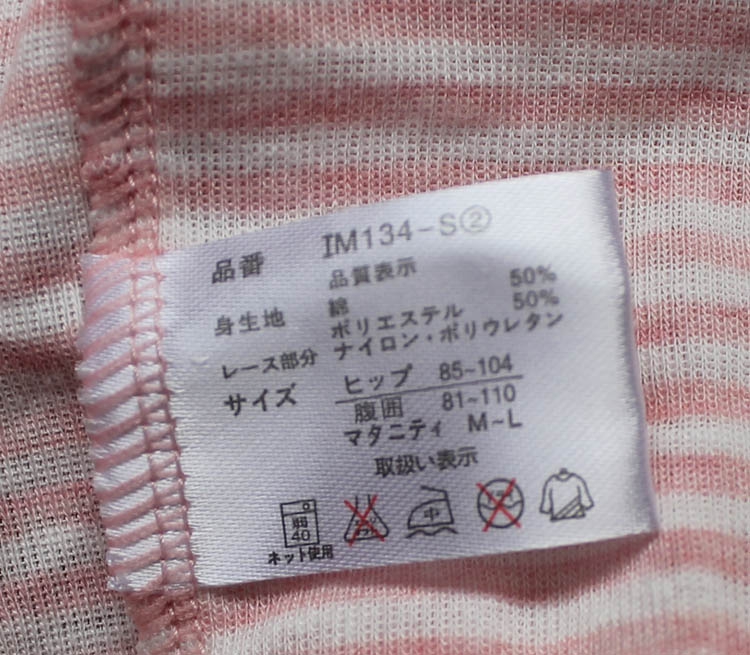 品番 IM134-S②
品質表示
身生地 綿 50%
ポリエステル 50%
レース部分 ナイロン・ポリウレタン
サイズ ヒップ 85~104
腹囲 81~110
マタニティ M~L
取扱い表示
弱 40 中
ネット使用